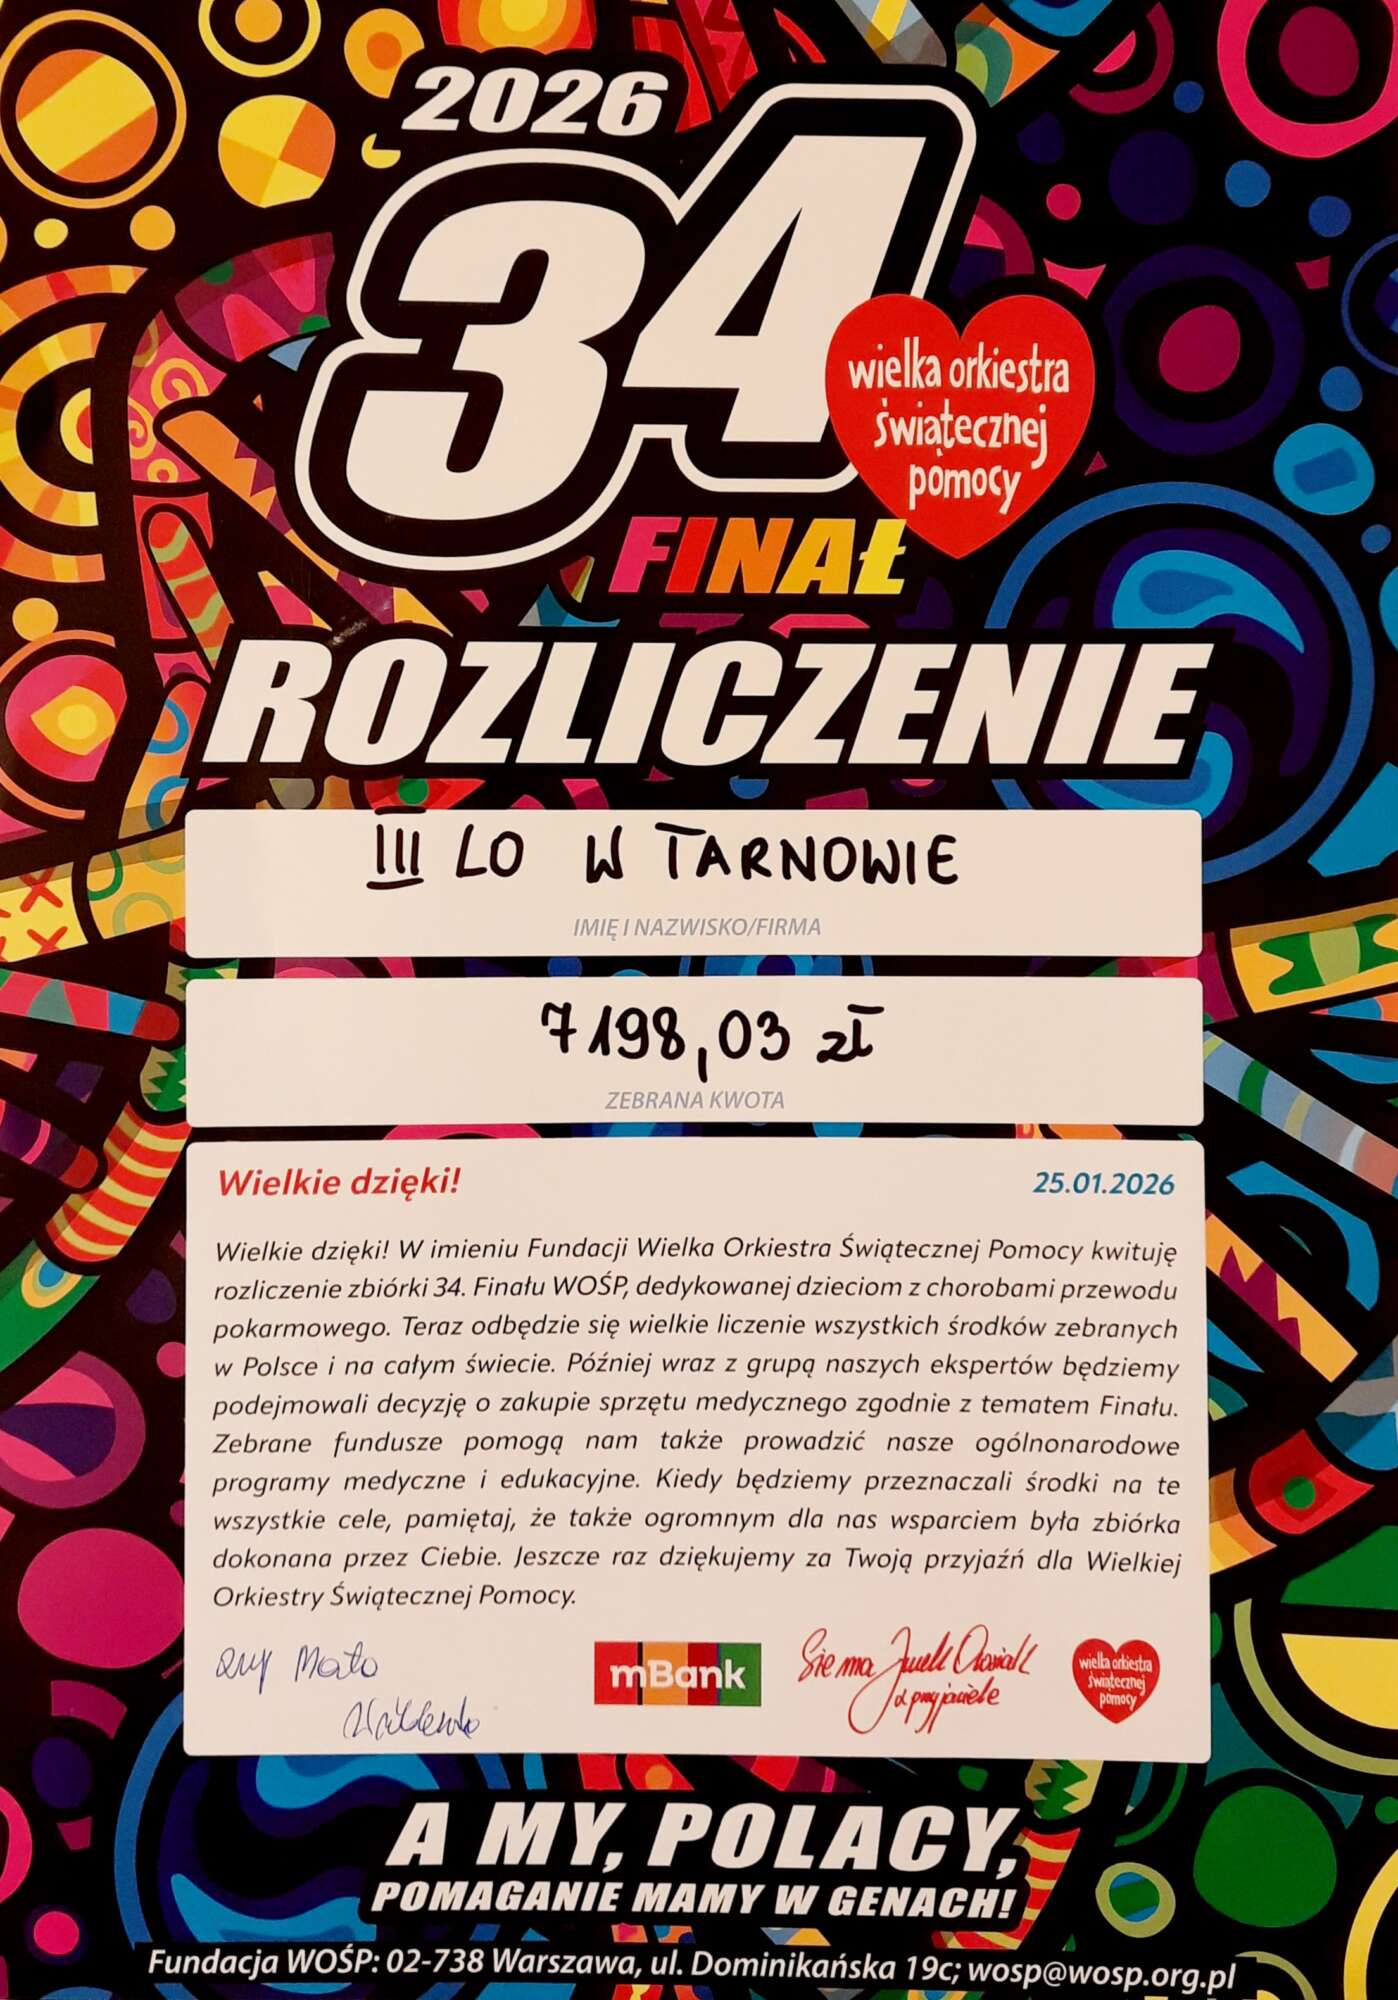 2026
34
wielka orkiestra
świątecznej
pomocy
FINAŁ
ROZLICZENIE
III LO W TARNOWIE
IMIĘ I NAZWISKO/FIRMA
7198,03 zł
ZEBRANA KWOTA
Wielkie dzięki!
25.01.2026
Wielkie dzięki! W imieniu Fundacji Wielka Orkiestra Świątecznej Pomocy kwituję
rozliczenie zbiórki 34. Finału WOŚP, dedykowanej dzieciom z chorobami przewodu
pokarmowego. Teraz odbędzie się wielkie liczenie wszystkich środków zebranych
w Polsce i na całym świecie. Później wraz z grupą naszych ekspertów będziemy
podejmowali decyzję o zakupie sprzętu medycznego zgodnie z tematem Finału.
Zebrane fundusze pomogą nam także prowadzić nasze ogólnonarodowe
programy medyczne i edukacyjne. Kiedy będziemy przeznaczali środki na te
wszystkie cele, pamiętaj, że także ogromnym dla nas wsparciem była zbiórka
dokonana przez Ciebie. Jeszcze raz dziękujemy za Twoją przyjaźń dla Wielkiej
Orkiestry Świątecznej Pomocy.
mBank
Siema Jurek Owsiak
z przyjaciele
wielka orkiestra
świątecznej
pomocy
A MY, POLACY,
POMAGANIE MAMY W GENACH!
Fundacja WOŚP: 02-738 Warszawa, ul. Dominikańska 19c; wosp@wosp.org.pl